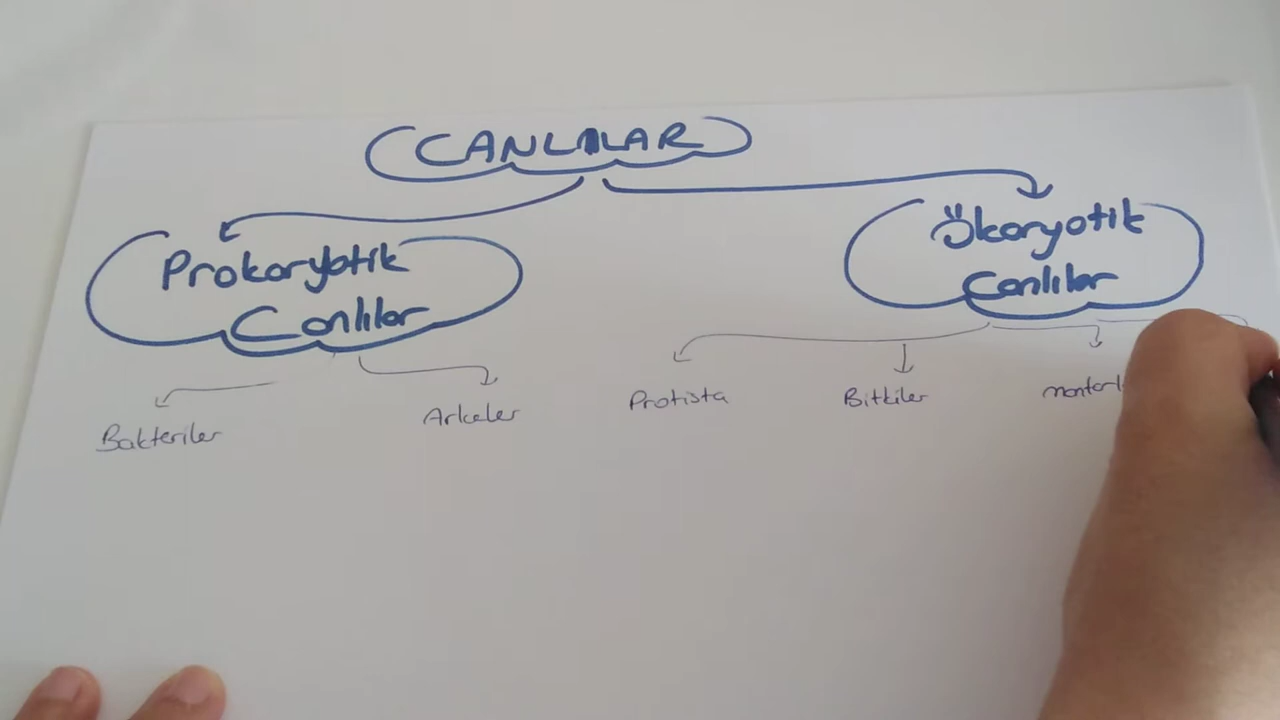 CANLILAR
Prokaryotik
Canlılar
Ökaryotik
Canlılar
Bakteriler
Arkeler
Protista
Bitkiler